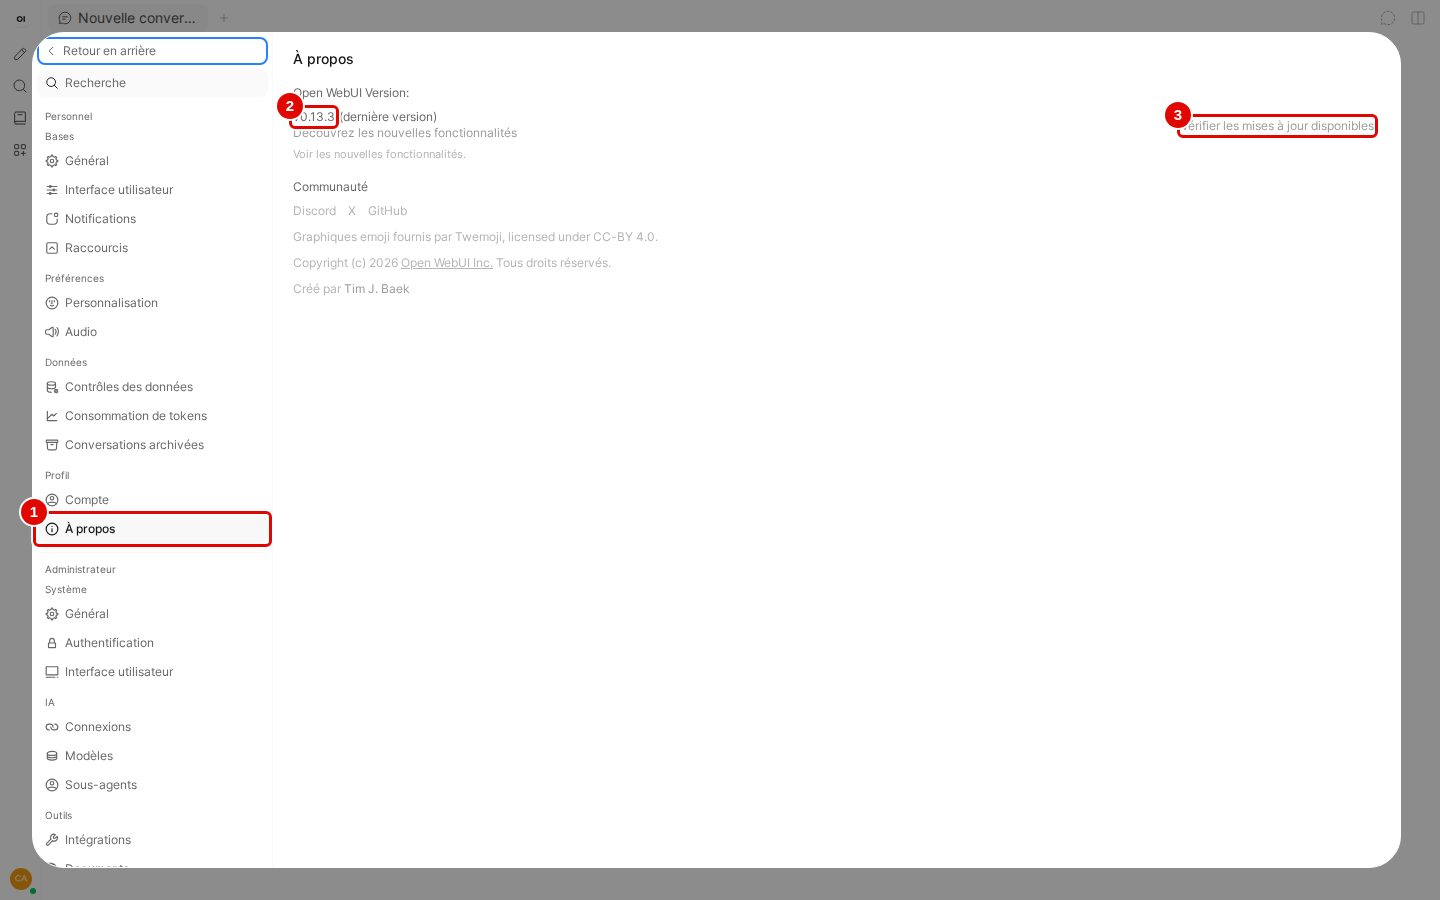 OI
Nouvelle conver...
Retour en arrière
Recherche
Personnel
Bases
Général
Interface utilisateur
Notifications
Raccourcis
Préférences
Personnalisation
Audio
Données
Contrôles des données
Consommation de tokens
Conversations archivées
Profil
Compte
1
À propos
Administrateur
Système
Général
Authentification
Interface utilisateur
IA
Connexions
Modèles
Sous-agents
Outils
Intégrations
CA
À propos
Open WebUI Version:
2
v0.13.3 (dernière version)
Découvrez les nouvelles fonctionnalités
Voir les nouvelles fonctionnalités.
3
Vérifier les mises à jour disponibles
Communauté
Discord X GitHub
Graphiques emoji fournis par Twemoji, licensed under CC-BY 4.0.
Copyright (c) 2026 Open WebUI Inc. Tous droits réservés.
Créé par Tim J. Baek